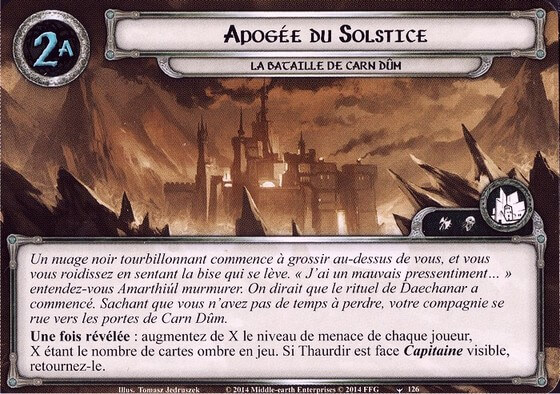 2A
APOGÉE DU SOLSTICE
LA BATAILLE DE CARN DÛM
Un nuage noir tourbillonnant commence à grossir au-dessus de vous, et
vous vous roidissez en sentant la bise qui se lève. « J'ai un mauvais pressentiment… »
entendez-vous Amarthiúl murmurer. On dirait que le rituel de Daechanar a
commencé. Sachant que vous n'avez pas de temps à perdre, votre compagnie se
rue vers les portes de Carn Dûm.
Une fois révélée : augmentez de X le niveau de menace de chaque joueur,
X étant le nombre de cartes ombre en jeu. Si Thaurdir est face Capitaine visible,
retournez-le.
Illus. Tomasz Jedruszek © 2014 Middle-earth Enterprises © 2014 FFG 126